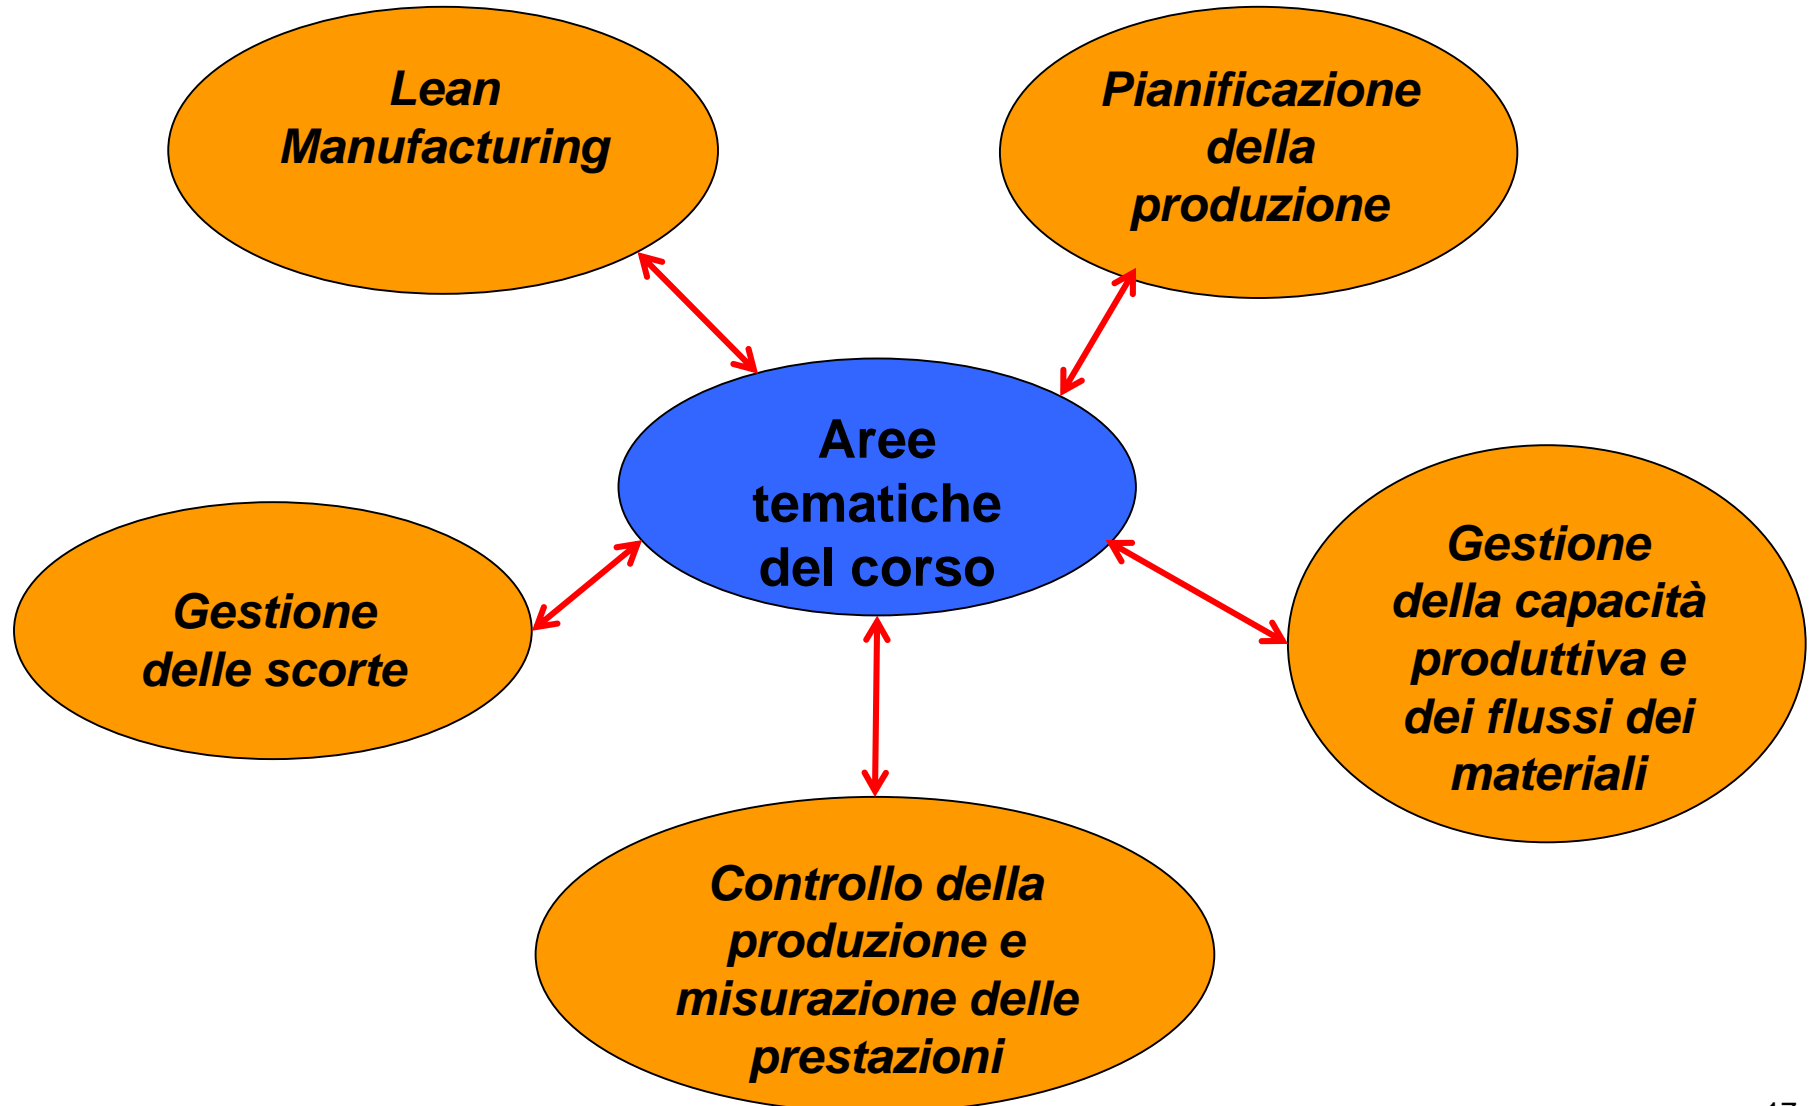 Lean
Manufacturing
Pianificazione
della
produzione
Aree
tematiche
del corso
Gestione
delle scorte
Gestione
della capacità
produttiva e
dei flussi dei
materiali
Controllo della
produzione e
misurazione delle
prestazioni